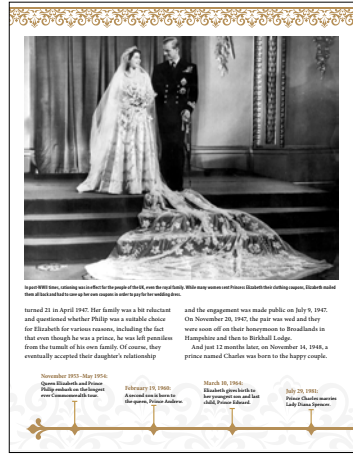 In post-WWII times, rationing was in effect for the people of the UK, even the royal family. While many women sent Princess Elizabeth their clothing coupons, Elizabeth mailed
them all back and had to save up her own coupons in order to pay for her wedding dress.
turned 21 in April 1947. Her family was a bit reluctant
and questioned whether Philip was a suitable choice
for Elizabeth for various reasons, including the fact
that even though he was a prince, he was left penniless
from the tumult of his own family. Of course, they
eventually accepted their daughter's relationship
and the engagement was made public on July 9, 1947.
On November 20, 1947, the pair was wed and they
were soon off on their honeymoon to Broadlands in
Hampshire and then to Birkhall Lodge.
And just 12 months later, on November 14, 1948, a
prince named Charles was born to the happy couple.
November 1953–May 1954:
Queen Elizabeth and Prince
Philip embark on the longest
ever Commonwealth tour.
February 19, 1960:
A second son is born to
the queen, Prince Andrew.
March 10, 1964:
Elizabeth gives birth to
her youngest son and last
child, Prince Edward.
July 29, 1981:
Prince Charles marries
Lady Diana Spencer.